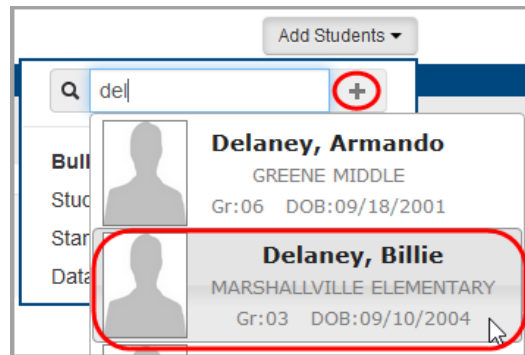 Add Students
del
Delaney, Armando
GREENE MIDDLE
Gr:06 DOB:09/18/2001
Bull
Stud
Star
Data
Delaney, Billie
MARSHALLVILLE ELEMENTARY
Gr:03 DOB:09/10/2004